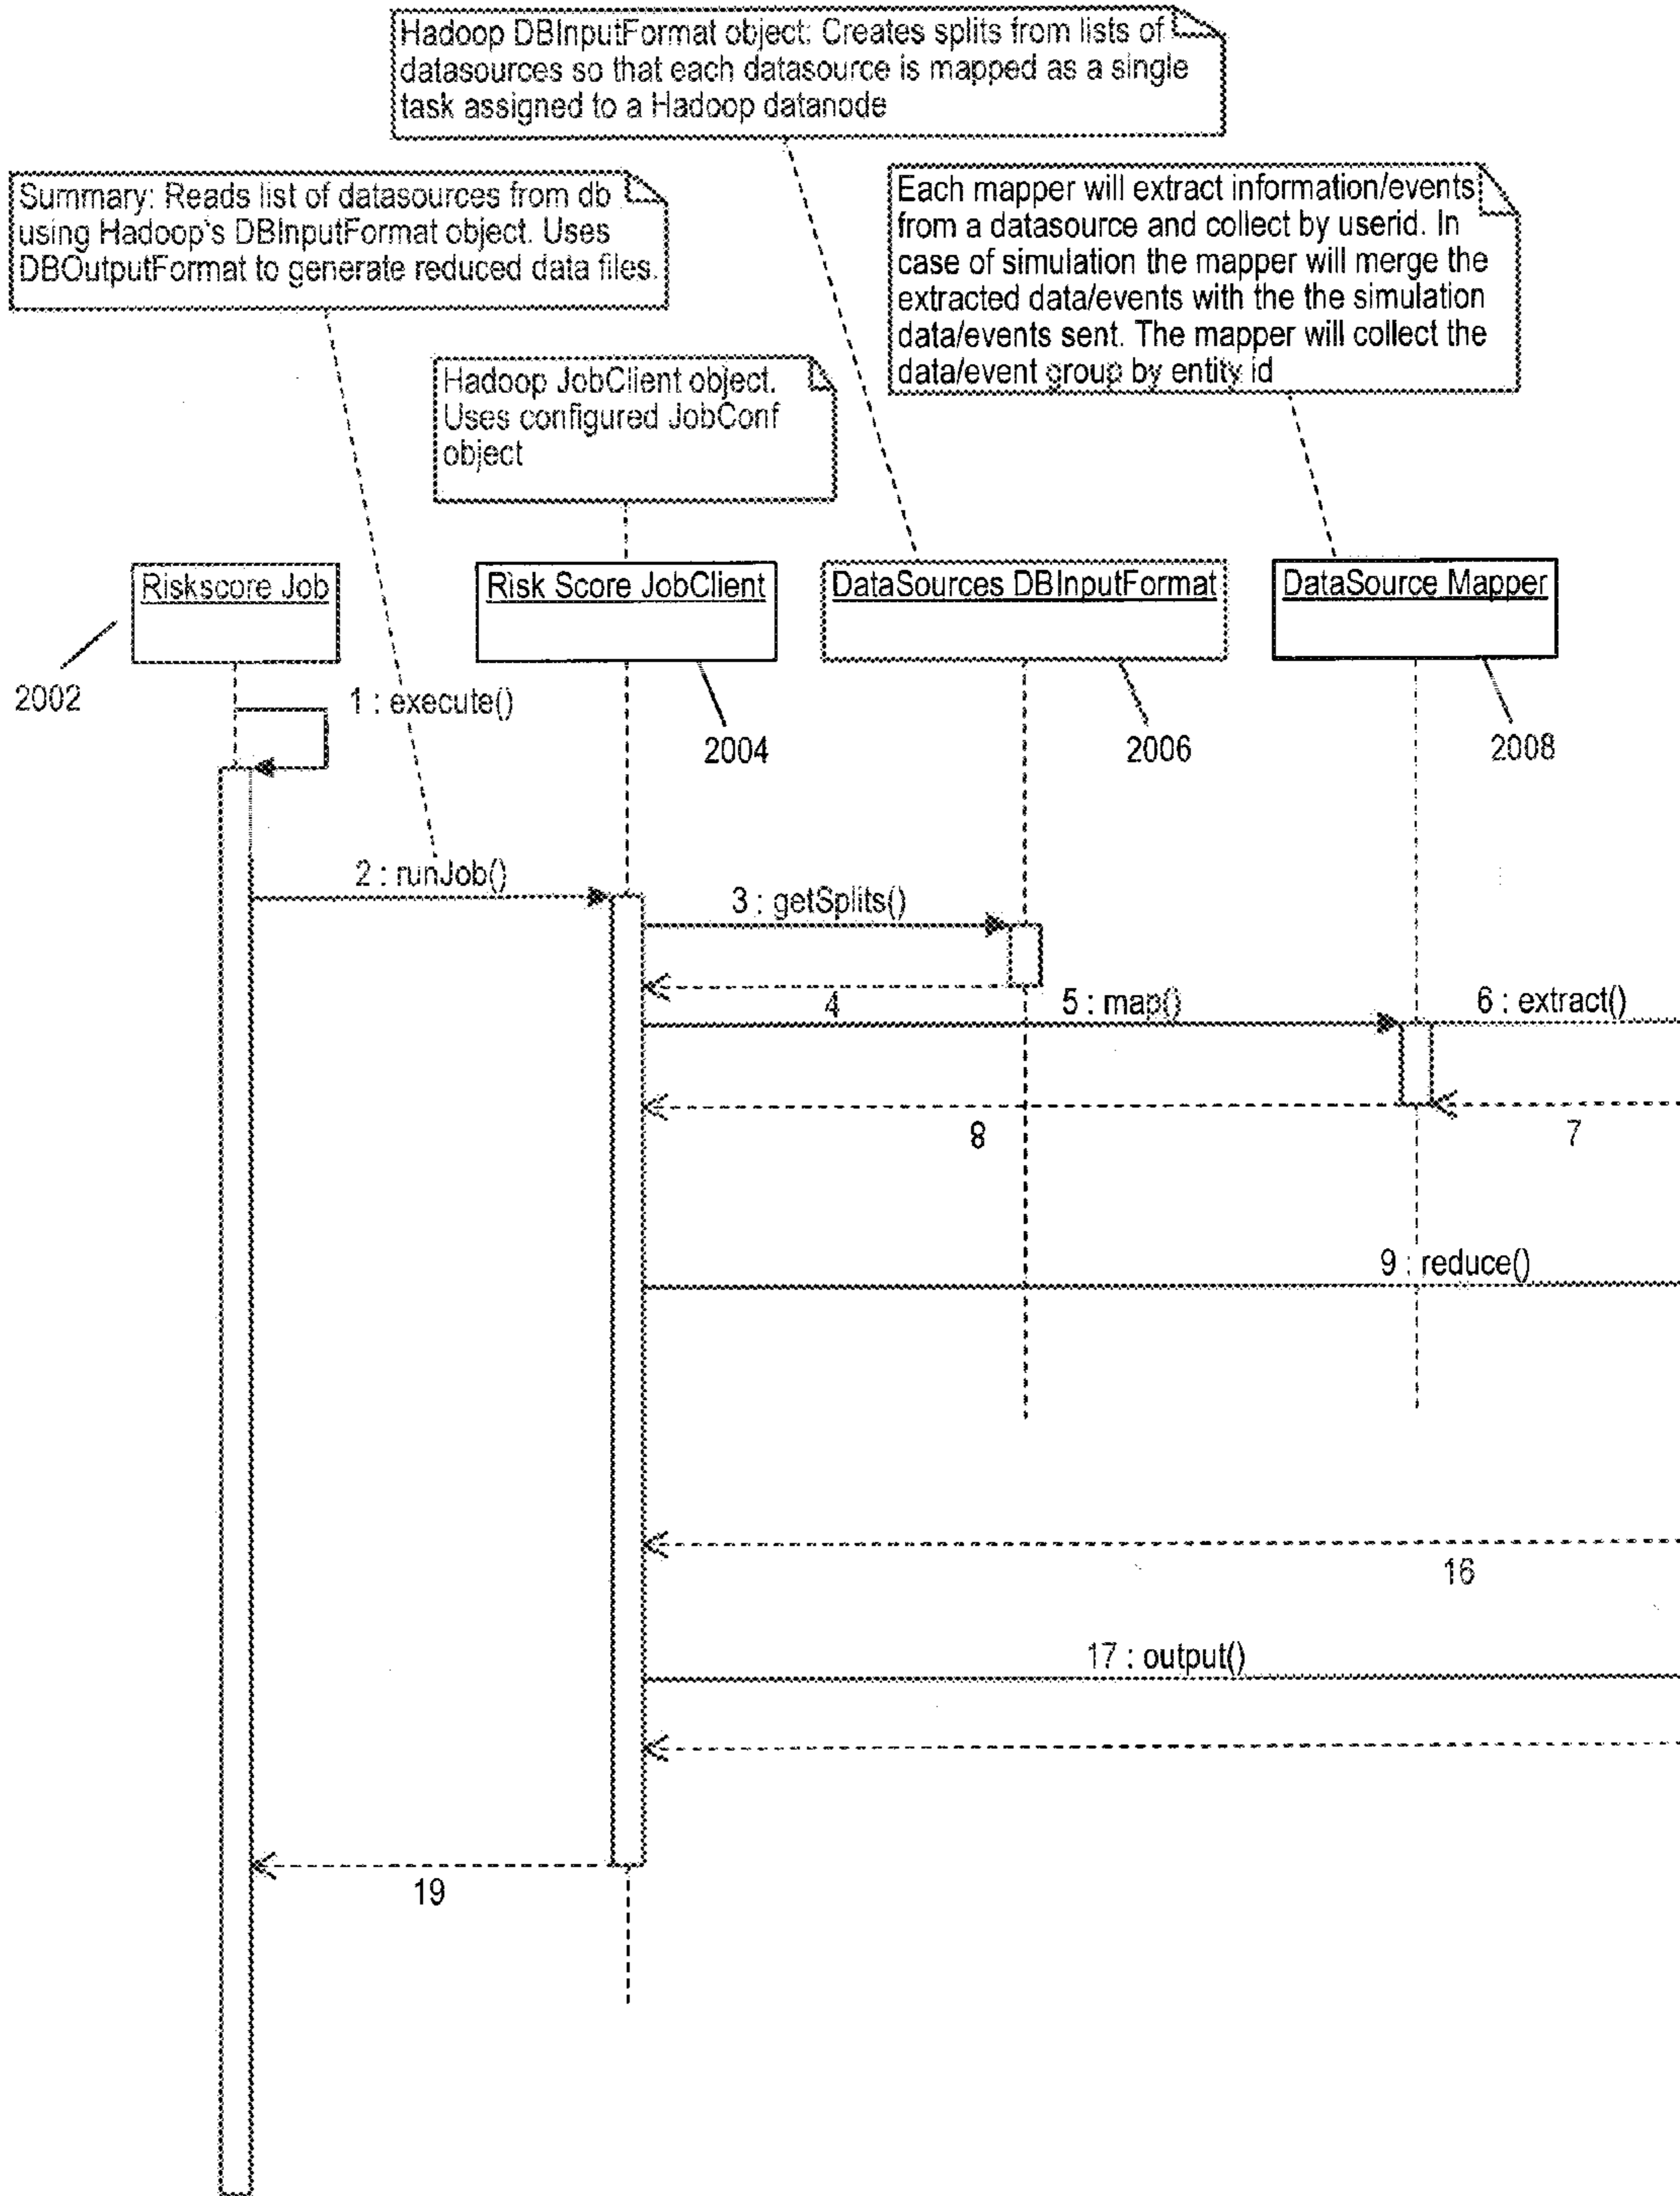 Hadoop DBInputFormat object: Creates splits from lists of
datasources so that each datasource is mapped as a single
task assigned to a Hadoop datanode
Summary: Reads list of datasources from db
using Hadoop's DBInputFormat object. Uses
DBOutputFormat to generate reduced data files.
Each mapper will extract information/events
from a datasource and collect by userid. In
case of simulation the mapper will merge the
extracted data/events with the the simulation
data/events sent. The mapper will collect the
data/event group by entity id
Hadoop JobClient object.
Uses configured JobConf
object
Riskscore Job
Risk Score JobClient
DataSources DBInputFormat
DataSource Mapper
2002
1 : execute()
2004
2006
2008
2 : runJob()
3 : getSplits()
4
5 : map()
6 : extract()
8
7
9 : reduce()
16
17 : output()
19